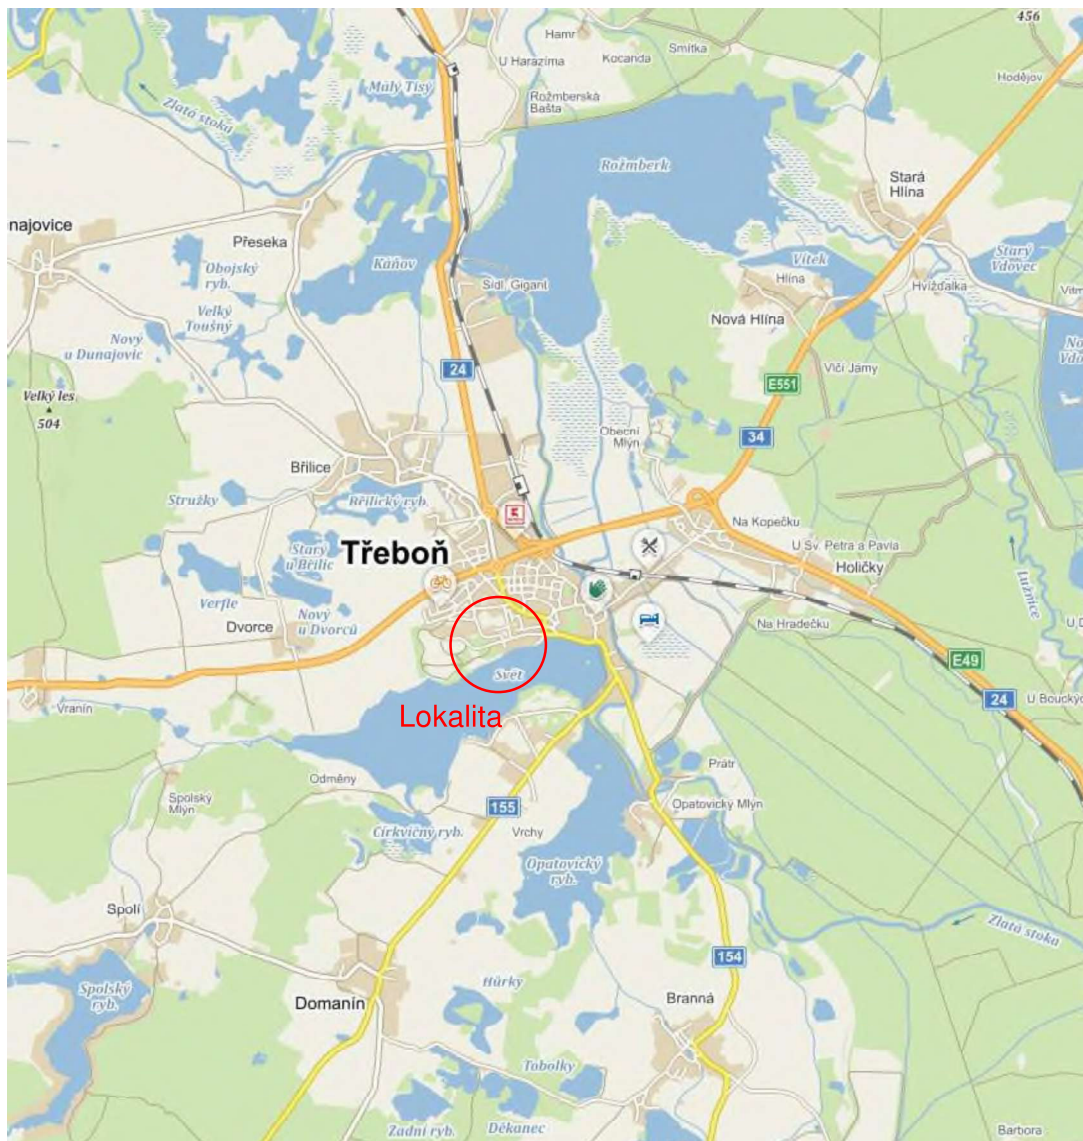 456
Hamr
U Harazima
Kocanda
Smítka
Hodějov
Malý Tisý
Zlatá stoka
Rožmberská
Bašta
Rožmberk
Stará
Hlína
najovice
Přeseka
Obojský
ryb.
Káňov
Vítek
Starý
Vdovec
Hlína
Hvížďalka
Sídl. Gigant
Velký
Toušný
Nový
u Dunajovic
Nová Hlína
24
Vlčí Jámy
E551
Velký les
504
34
Obecní
Mlýn
Břilice
Stružky
Břilický ryb.
Na Kopečku
Třeboň
Starý
u Břilic
U Sv. Petra a Pavla
Holičky
Lužnice
Verfle
Nový
u Dvorců
Dvorce
Na Hradečku
E49
Svět
24
U Bouckých
Vranín
Lokalita
Odměny
Prátr
Spolský
Mlýn
155
Opatovický Mlýn
Církvičný ryb.
Vrchy
Opatovický
ryb.
Spolí
Zlatá stoka
154
Spolský
ryb.
Domanín
Hůrky
Branná
Tobolky
Zadní ryb.
Děkanec
Barbora